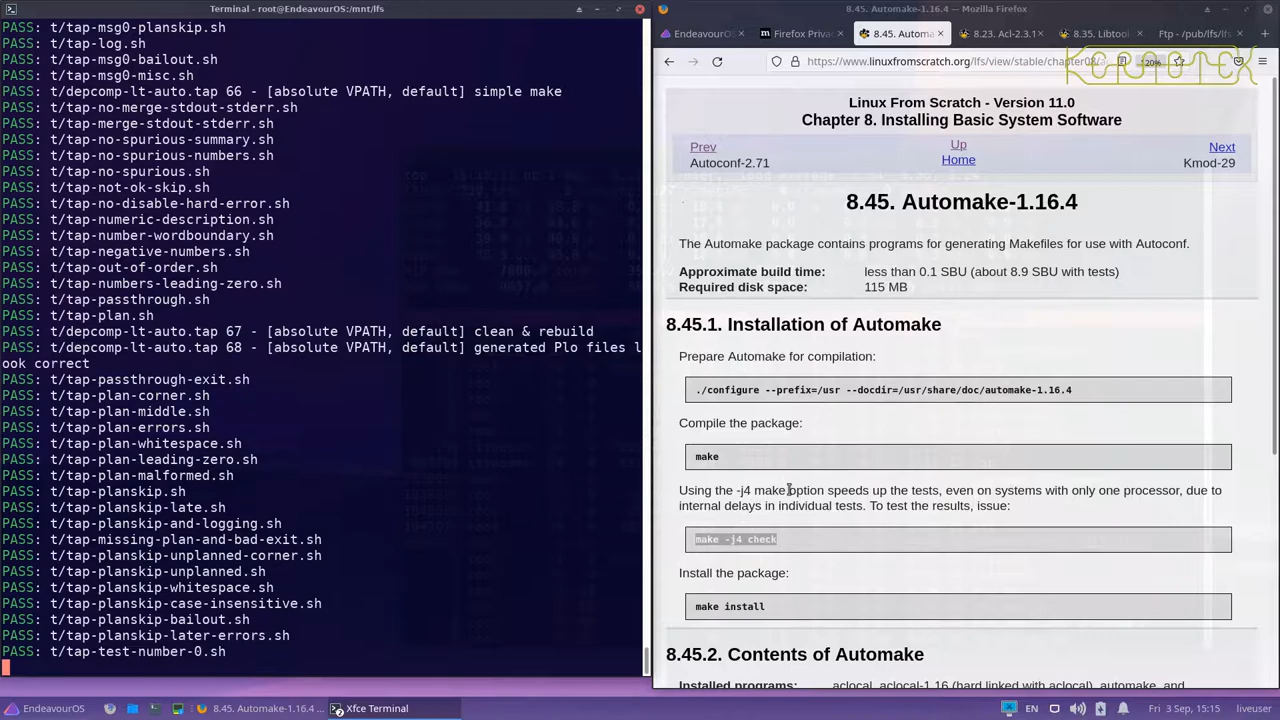 Terminal - root@EndeavourOS:/mnt/lfs
PASS: t/tap-msg0-planskip.sh
PASS: t/tap-log.sh
PASS: t/tap-msg0-bailout.sh
PASS: t/tap-msg0-misc.sh
PASS: t/depcomp-lt-auto.tap 66 - [absolute VPATH, default] simple make
PASS: t/tap-no-merge-stdout-stderr.sh
PASS: t/tap-merge-stdout-stderr.sh
PASS: t/tap-no-spurious-summary.sh
PASS: t/tap-no-spurious-numbers.sh
PASS: t/tap-no-spurious.sh
PASS: t/tap-not-ok-skip.sh
PASS: t/tap-no-disable-hard-error.sh
PASS: t/tap-numeric-description.sh
PASS: t/tap-number-wordboundary.sh
PASS: t/tap-negative-numbers.sh
PASS: t/tap-out-of-order.sh
PASS: t/tap-numbers-leading-zero.sh
PASS: t/tap-passthrough.sh
PASS: t/tap-plan.sh
PASS: t/depcomp-lt-auto.tap 67 - [absolute VPATH, default] clean & rebuild
PASS: t/depcomp-lt-auto.tap 68 - [absolute VPATH, default] generated Plo files l
ook correct
PASS: t/tap-passthrough-exit.sh
PASS: t/tap-plan-corner.sh
PASS: t/tap-plan-middle.sh
PASS: t/tap-plan-errors.sh
PASS: t/tap-plan-whitespace.sh
PASS: t/tap-plan-leading-zero.sh
PASS: t/tap-plan-malformed.sh
PASS: t/tap-planskip.sh
PASS: t/tap-planskip-late.sh
PASS: t/tap-planskip-and-logging.sh
PASS: t/tap-missing-plan-and-bad-exit.sh
PASS: t/tap-planskip-unplanned-corner.sh
PASS: t/tap-planskip-unplanned.sh
PASS: t/tap-planskip-whitespace.sh
PASS: t/tap-planskip-case-insensitive.sh
PASS: t/tap-planskip-bailout.sh
PASS: t/tap-planskip-later-errors.sh
PASS: t/tap-test-number-0.sh
8.45. Automake-1.16.4 — Mozilla Firefox
EndeavourOS
Firefox Privac
8.45. Autom
8.23. Acl-2.3.1
8.35. Libtool
Ftp - /pub/lfs/lfs
https://www.linuxfromscratch.org/lfs/view/stable/chapter08/
120%
Linux From Scratch - Version 11.0
Chapter 8. Installing Basic System Software
Prev Up Next
Autoconf-2.71 Home Kmod-29
8.45. Automake-1.16.4
The Automake package contains programs for generating Makefiles for use with Autoconf.
Approximate build time: less than 0.1 SBU (about 8.9 SBU with tests)
Required disk space: 115 MB
8.45.1. Installation of Automake
Prepare Automake for compilation:
./configure --prefix=/usr --docdir=/usr/share/doc/automake-1.16.4
Compile the package:
make
Using the -j4 make option speeds up the tests, even on systems with only one processor, due to
internal delays in individual tests. To test the results, issue:
make -j4 check
Install the package:
make install
8.45.2. Contents of Automake
Installed programs: aclocal, aclocal-1.16 (hard linked with aclocal), automake, and
EndeavourOS
8.45. Automake-1.16.4 ...
Xfce Terminal
EN
Fri 3 Sep, 15:15
liveuser